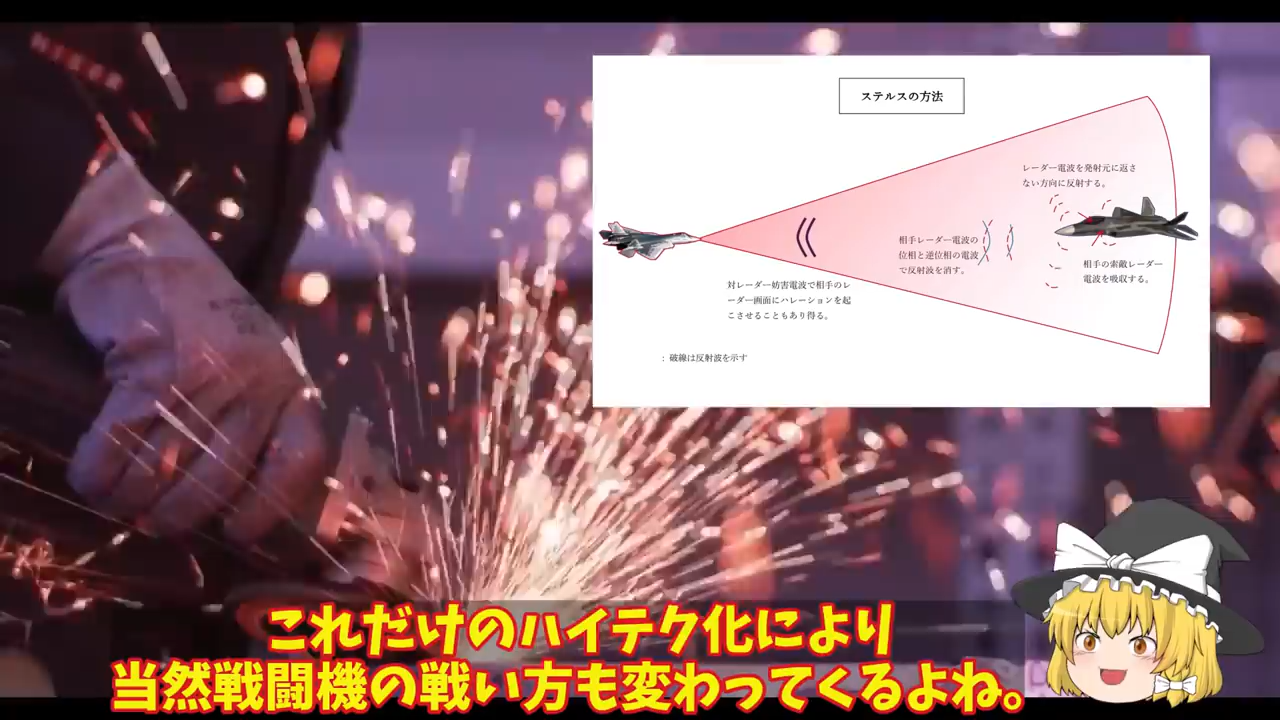 ステルスの方法
レーダー電波を発射元に返さ
ない方向に反射する。
相手レーダー電波の
位相と逆位相の電波
で反射波を消す。
相手の索敵レーダー
電波を吸収する。
対レーダー妨害電波で相手のレ
ーダー画面にハレーションを起
こさせることもあり得る。
：破線は反射波を示す
これだけのハイテク化により
当然戦闘機の戦い方も変わってくるよね。